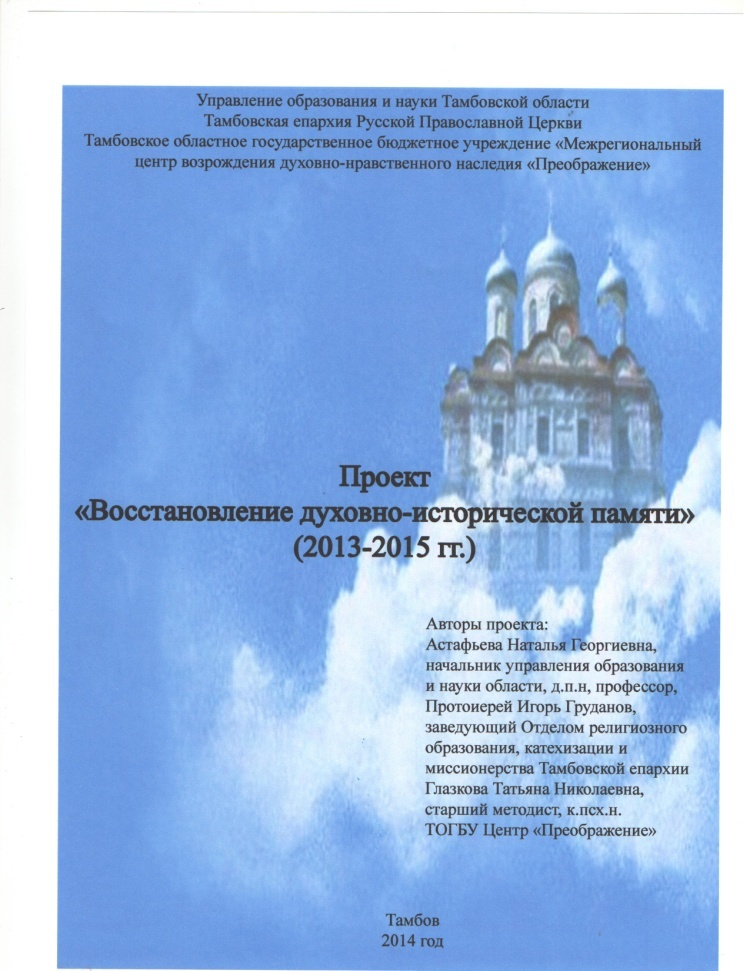 Управление образования и науки Тамбовской области
Тамбовская епархия Русской Православной Церкви
Тамбовское областное государственное бюджетное учреждение «Межрегиональный
центр возрождения духовно-нравственного наследия «Преображение»
Проект
«Восстановление духовно-исторической памяти»
(2013-2015 гг.)
Авторы проекта:
Астафьева Наталья Георгиевна,
начальник управления образования
и науки области, д.п.н, профессор,
Протоиерей Игорь Груданов,
заведующий Отделом религиозного
образования, катехизации и
миссионерства Тамбовской епархии
Глазкова Татьяна Николаевна,
старший методист, к.псх.н.
ТОГБУ Центр «Преображение»
Тамбов
2014 год